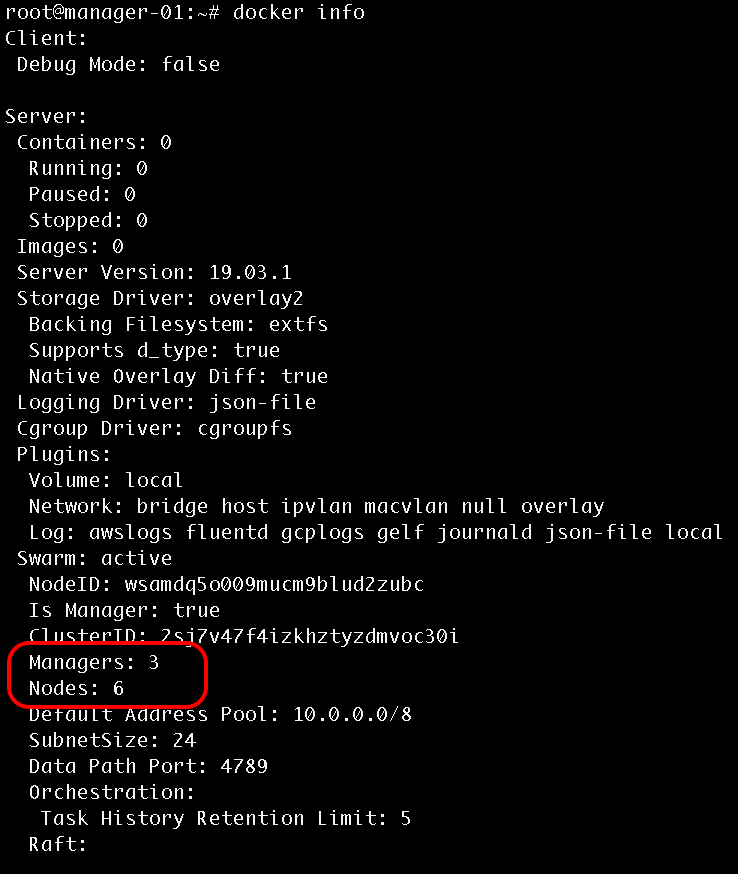 root@manager-01:~# docker info
Client:
 Debug Mode: false

Server:
 Containers: 0
  Running: 0
  Paused: 0
  Stopped: 0
 Images: 0
 Server Version: 19.03.1
 Storage Driver: overlay2
  Backing Filesystem: extfs
  Supports d_type: true
  Native Overlay Diff: true
 Logging Driver: json-file
 Cgroup Driver: cgroupfs
 Plugins:
  Volume: local
  Network: bridge host ipvlan macvlan null overlay
  Log: awslogs fluentd gcplogs gelf journald json-file local
 Swarm: active
  NodeID: wsamdq5o009mucm9blud2zubc
  Is Manager: true
  ClusterID: 2sj7v47f4izkhztyzdmvoc30i
  Managers: 3
  Nodes: 6
  Default Address Pool: 10.0.0.0/8
  SubnetSize: 24
  Data Path Port: 4789
  Orchestration:
   Task History Retention Limit: 5
  Raft: